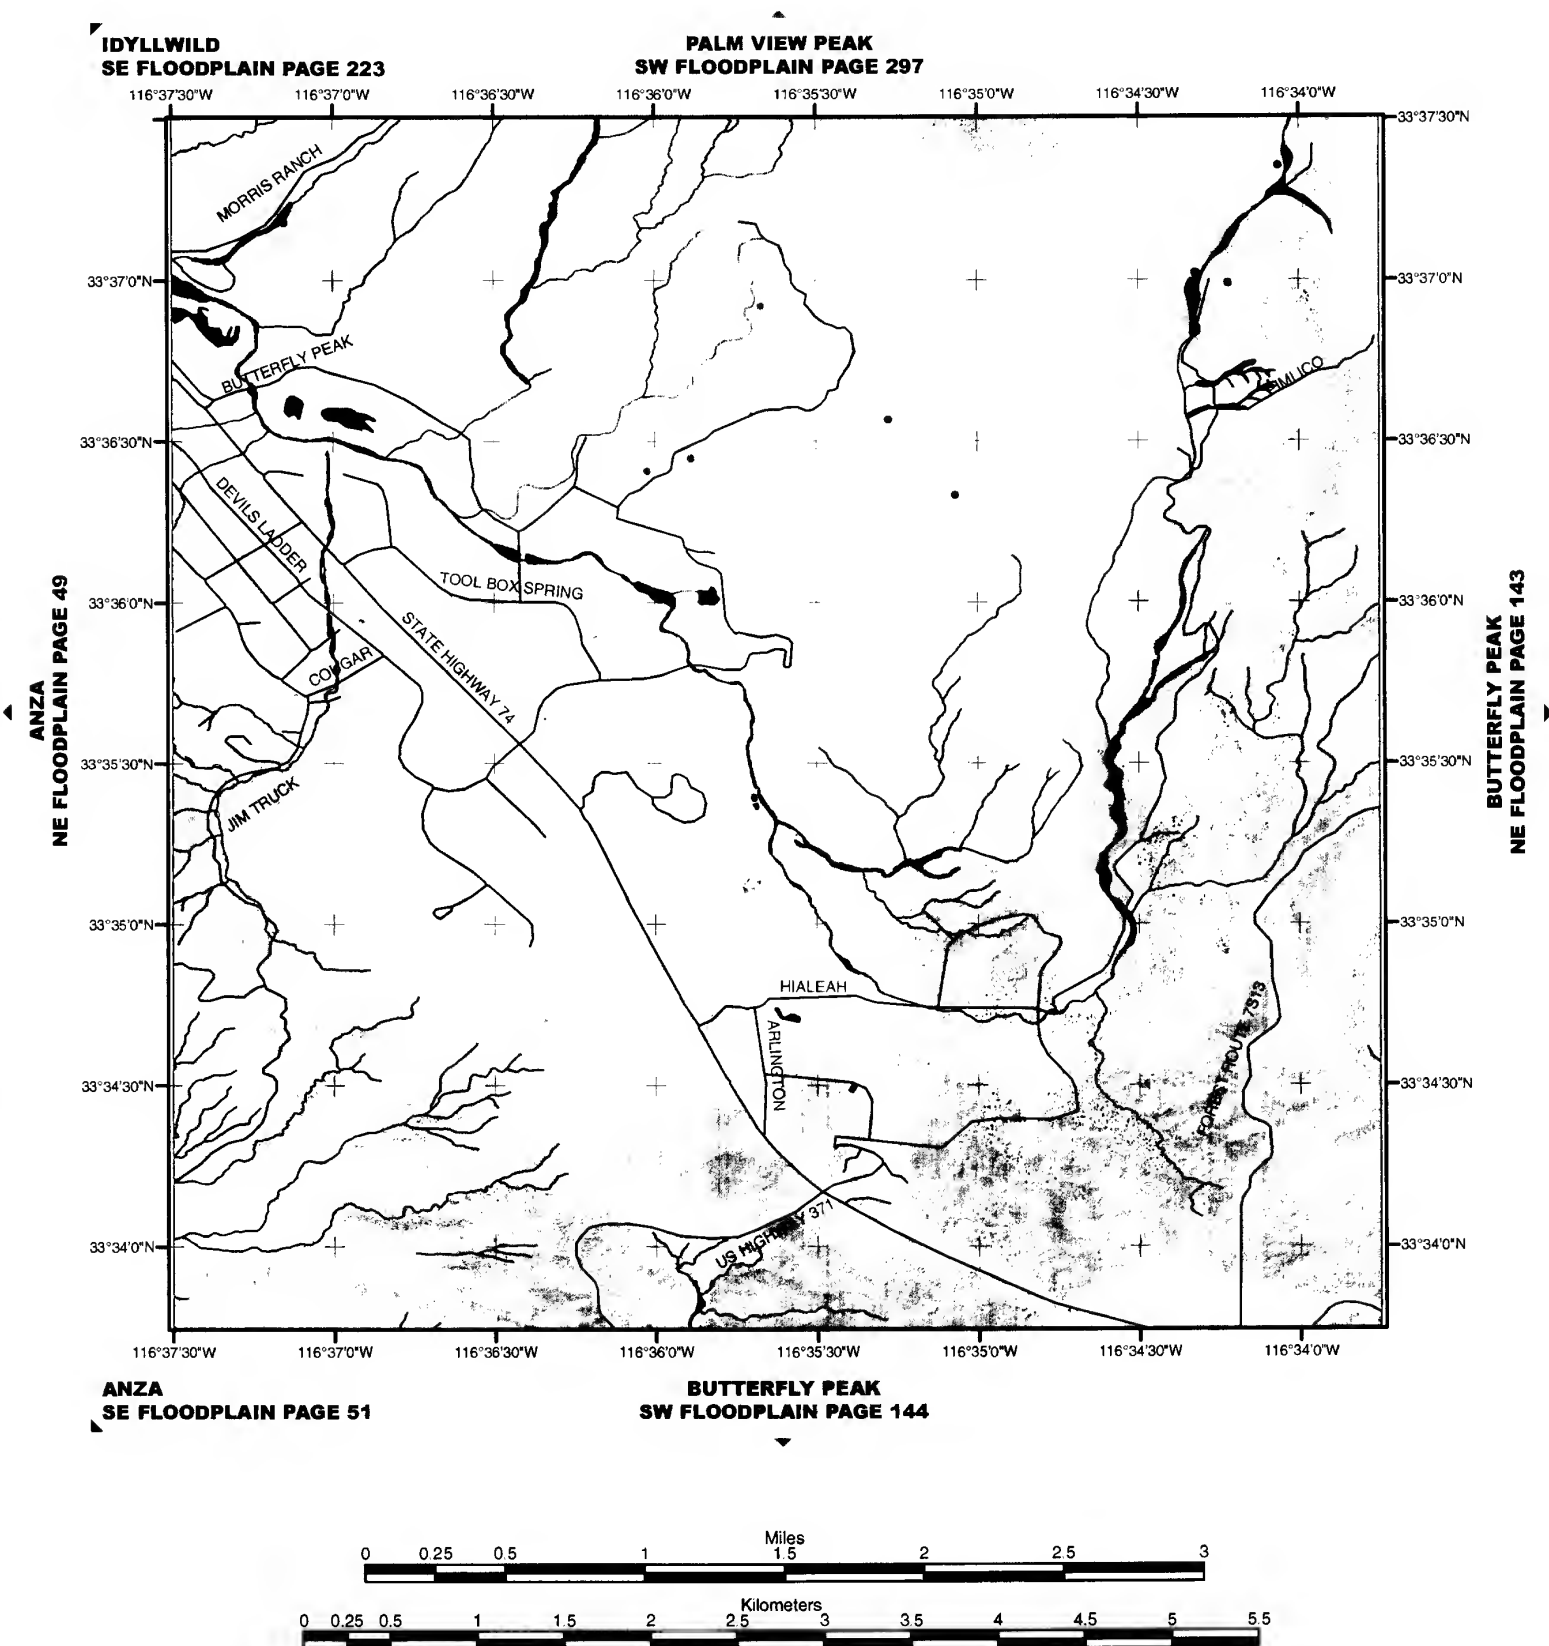 IDYLLWILD
SE FLOODPLAIN PAGE 223
PALM VIEW PEAK
SW FLOODPLAIN PAGE 297
116°37'30"W 116°37'0"W 116°36'30"W 116°36'0"W 116°35'30"W 116°35'0"W 116°34'30"W 116°34'0"W
33°37'30"N
MORRIS RANCH
33°37'0"N 33°37'0"N
BUTTERFLY PEAK
PIMLICO
33°36'30"N 33°36'30"N
DEVILS LADDER
TOOL BOX SPRING
33°36'0"N 33°36'0"N
STATE HIGHWAY 74
COUGAR
ANZA
NE FLOODPLAIN PAGE 49
BUTTERFLY PEAK
NE FLOODPLAIN PAGE 143
33°35'30"N 33°35'30"N
JIM TRUCK
33°35'0"N 33°35'0"N
HIALEAH
ARLINGTON
FOREST ROUTE 7S13
33°34'30"N 33°34'30"N
US HIGHWAY 371
33°34'0"N 33°34'0"N
116°37'30"W 116°37'0"W 116°36'30"W 116°36'0"W 116°35'30"W 116°35'0"W 116°34'30"W 116°34'0"W
ANZA
SE FLOODPLAIN PAGE 51
BUTTERFLY PEAK
SW FLOODPLAIN PAGE 144
Miles
0 0.25 0.5 1 1.5 2 2.5 3
Kilometers
0 0.25 0.5 1 1.5 2 2.5 3 3.5 4 4.5 5 5.5